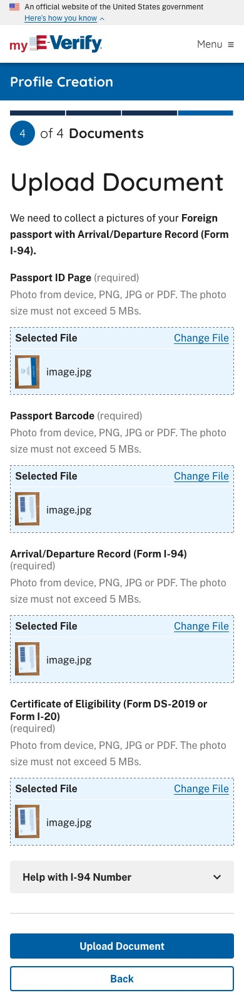 An official website of the United States government
Here's how you know
my E-Verify
Menu
Profile Creation
4 of 4 Documents
Upload Document
We need to collect a pictures of your Foreign
passport with Arrival/Departure Record (Form
I-94).
Passport ID Page (required)
Photo from device, PNG, JPG or PDF. The photo
size must not exceed 5 MBs.
Selected File Change File
image.jpg
Passport Barcode (required)
Photo from device, PNG, JPG or PDF. The photo
size must not exceed 5 MBs.
Selected File Change File
image.jpg
Arrival/Departure Record (Form I-94)
(required)
Photo from device, PNG, JPG or PDF. The photo
size must not exceed 5 MBs.
Selected File Change File
image.jpg
Certificate of Eligibility (Form DS-2019 or
Form I-20)
(required)
Photo from device, PNG, JPG or PDF. The photo
size must not exceed 5 MBs.
Selected File Change File
image.jpg
Help with I-94 Number
Upload Document
Back